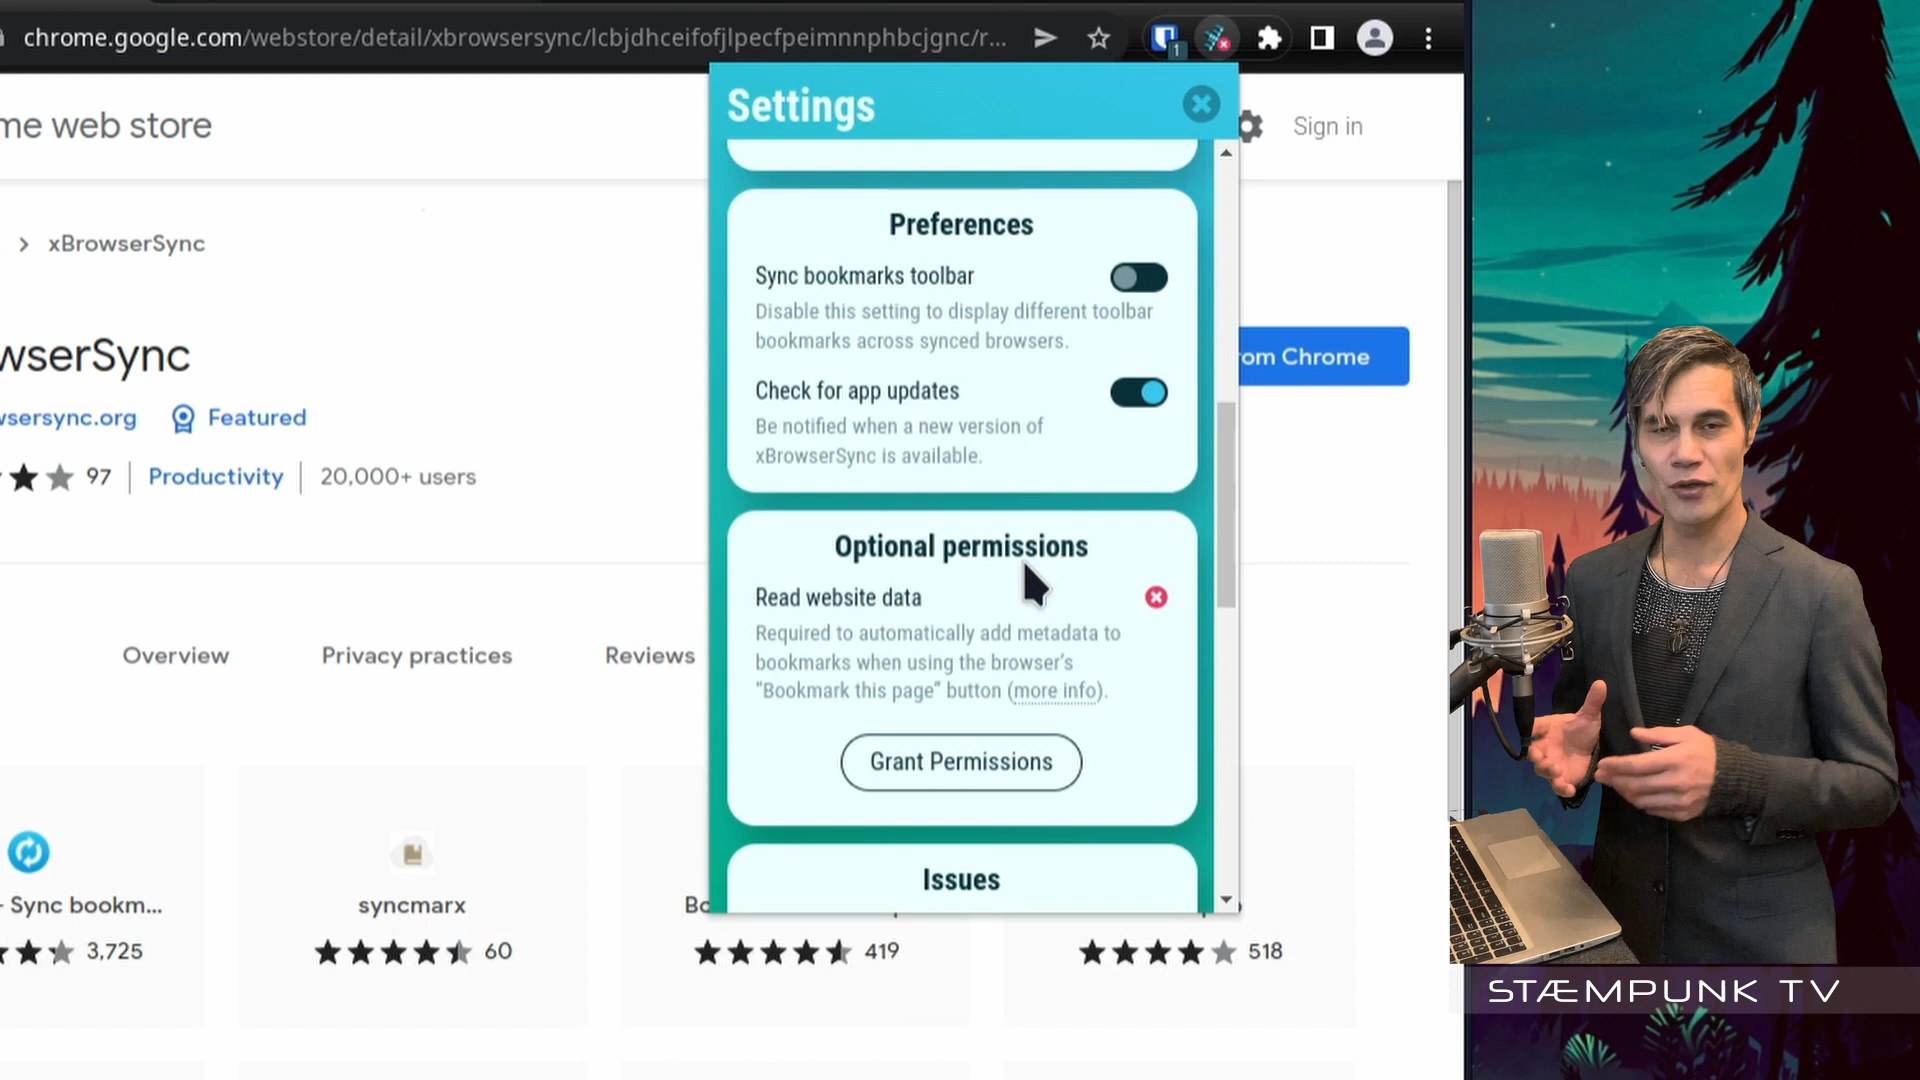 chrome.google.com/webstore/detail/xbrowsersync/lcbjdhceifofjlpecfpeimnnphbcjgnc/r...
1
Settings
me web store
Sign in
Preferences
xBrowserSync
Sync bookmarks toolbar
Disable this setting to display different toolbar
bookmarks across synced browsers.
wserSync
om Chrome
Check for app updates
Be notified when a new version of
xBrowserSync is available.
wsersync.org
Featured
97
Productivity
20,000+ users
Optional permissions
Read website data
Required to automatically add metadata to
bookmarks when using the browser's
"Bookmark this page" button (more info).
Overview
Privacy practices
Reviews
Grant Permissions
Issues
- Sync bookm...
syncmarx
Bo
3,725
60
419
518
STÆMPUNK TV